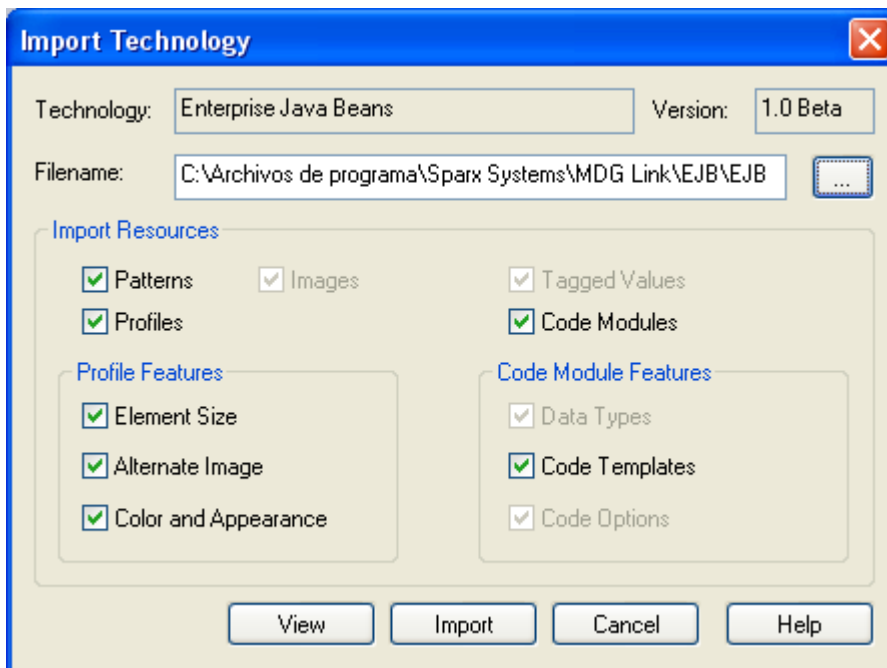 Import Technology
Technology: Enterprise Java Beans Version: 1.0 Beta
Filename: C:\Archivos de programa\Sparx Systems\MDG Link\EJB\EJB ...
Import Resources
Patterns Images Tagged Values
Profiles Code Modules
Profile Features Code Module Features
Element Size Data Types
Alternate Image Code Templates
Color and Appearance Code Options
View Import Cancel Help